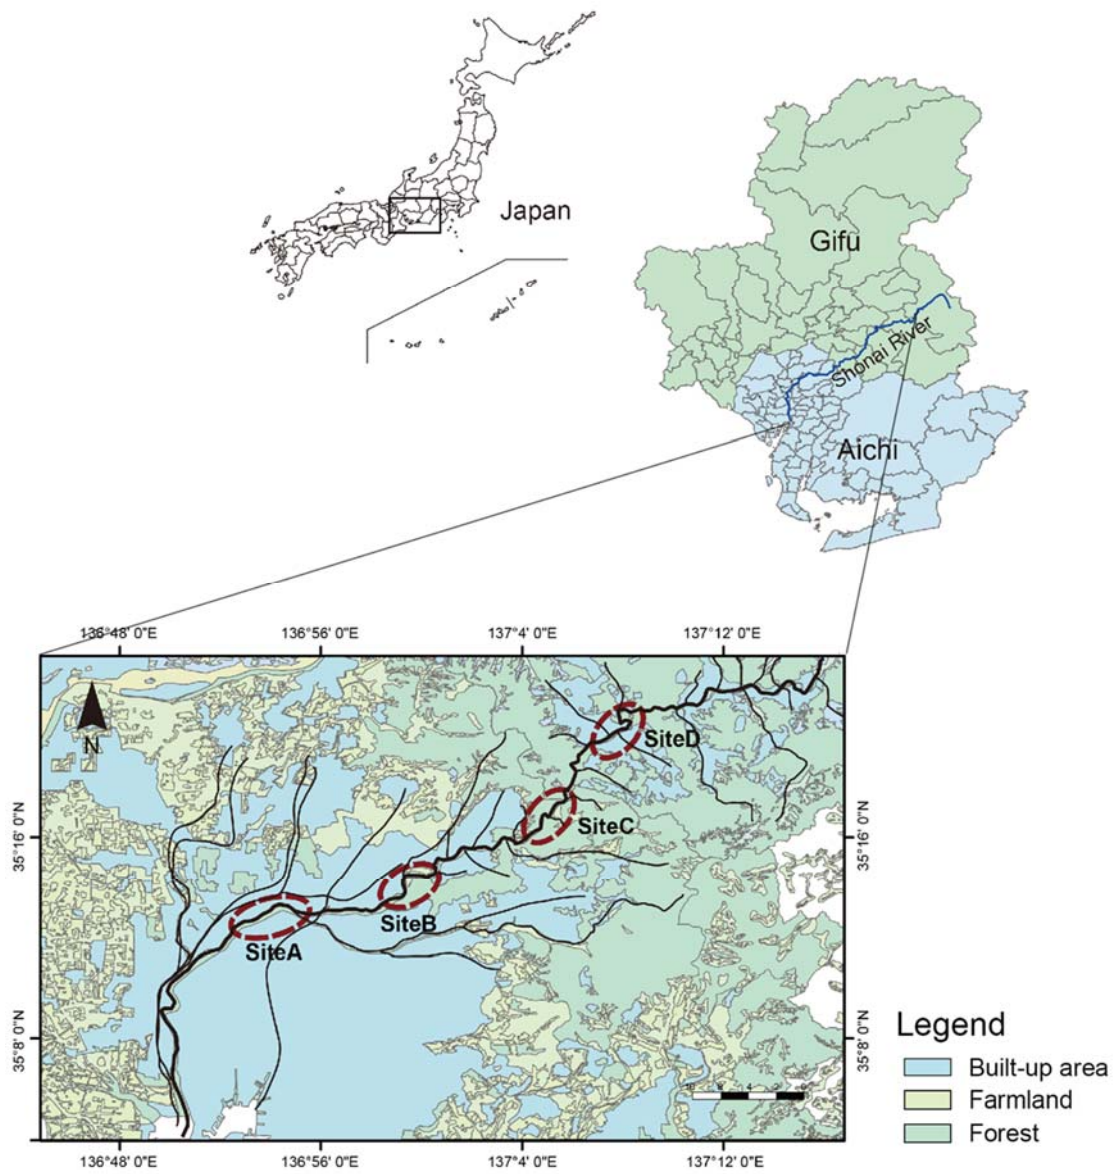 Japan
Gifu
Shonai River
Aichi
136°48' 0"E
136°56' 0"E
137°4' 0"E
137°12' 0"E
N
SiteD
SiteC
35°16' 0"N
35°16' 0"N
SiteB
SiteA
35°8' 0"N
35°8' 0"N
Legend
Built-up area
Farmland
Forest
136°48' 0"E
136°56' 0"E
137°4' 0"E
137°12' 0"E